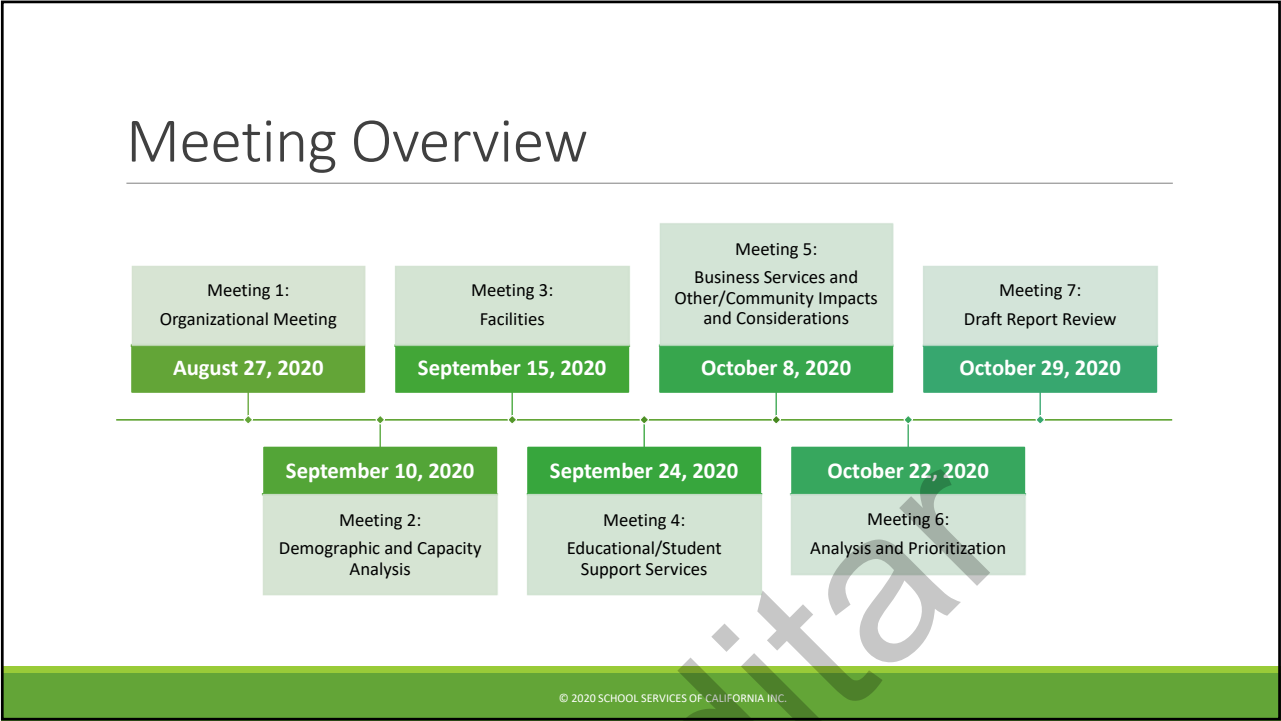 Meeting Overview
Meeting 1:
Organizational Meeting
August 27, 2020
September 10, 2020
Meeting 2:
Demographic and Capacity
Analysis
Meeting 3:
Facilities
September 15, 2020
September 24, 2020
Meeting 4:
Educational/Student
Support Services
Meeting 5:
Business Services and
Other/Community Impacts
and Considerations
October 8, 2020
October 22, 2020
Meeting 6:
Analysis and Prioritization
Meeting 7:
Draft Report Review
October 29, 2020
ditar
© 2020 SCHOOL SERVICES OF CALIFORNIA INC.